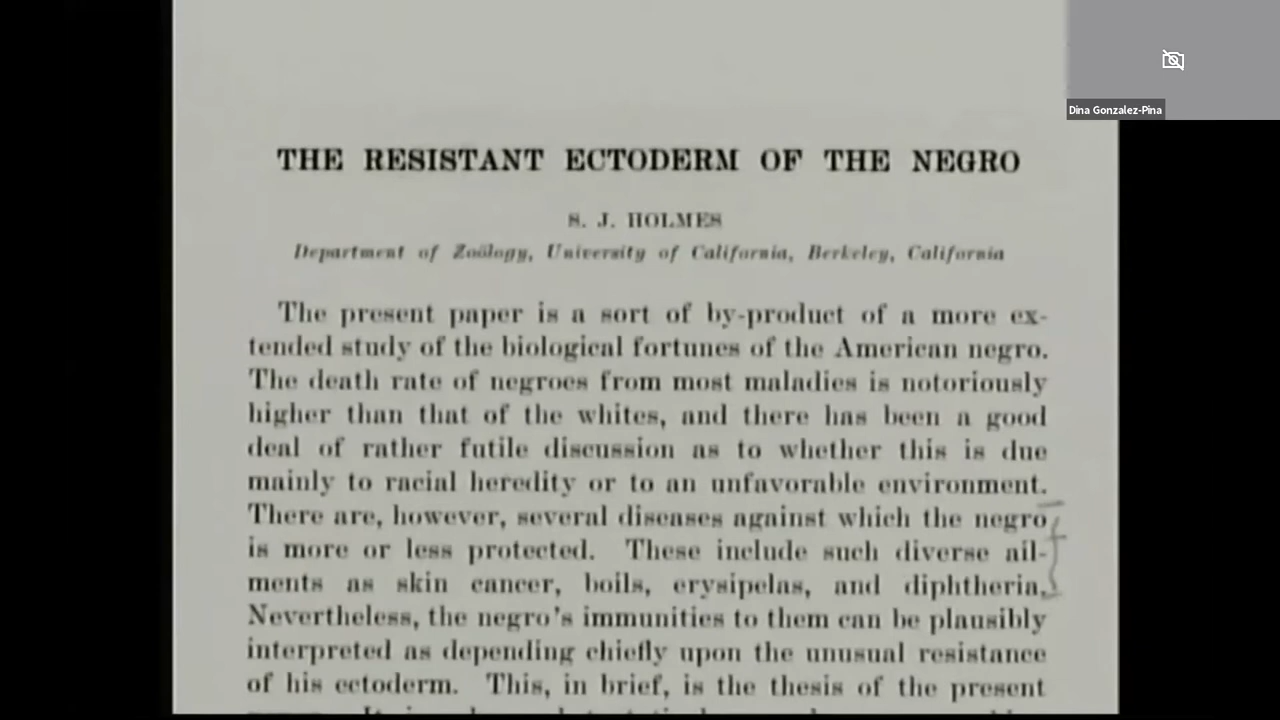 Dina Gonzalez-Pina
THE RESISTANT ECTODERM OF THE NEGRO
S. J. HOLMES
Department of Zoölogy, University of California, Berkeley, California
The present paper is a sort of by-product of a more ex-
tended study of the biological fortunes of the American negro.
The death rate of negroes from most maladies is notoriously
higher than that of the whites, and there has been a good
deal of rather futile discussion as to whether this is due
mainly to racial heredity or to an unfavorable environment.
There are, however, several diseases against which the negro
is more or less protected. These include such diverse ail-
ments as skin cancer, boils, erysipelas, and diphtheria.
Nevertheless, the negro's immunities to them can be plausibly
interpreted as depending chiefly upon the unusual resistance
of his ectoderm. This, in brief, is the thesis of the present